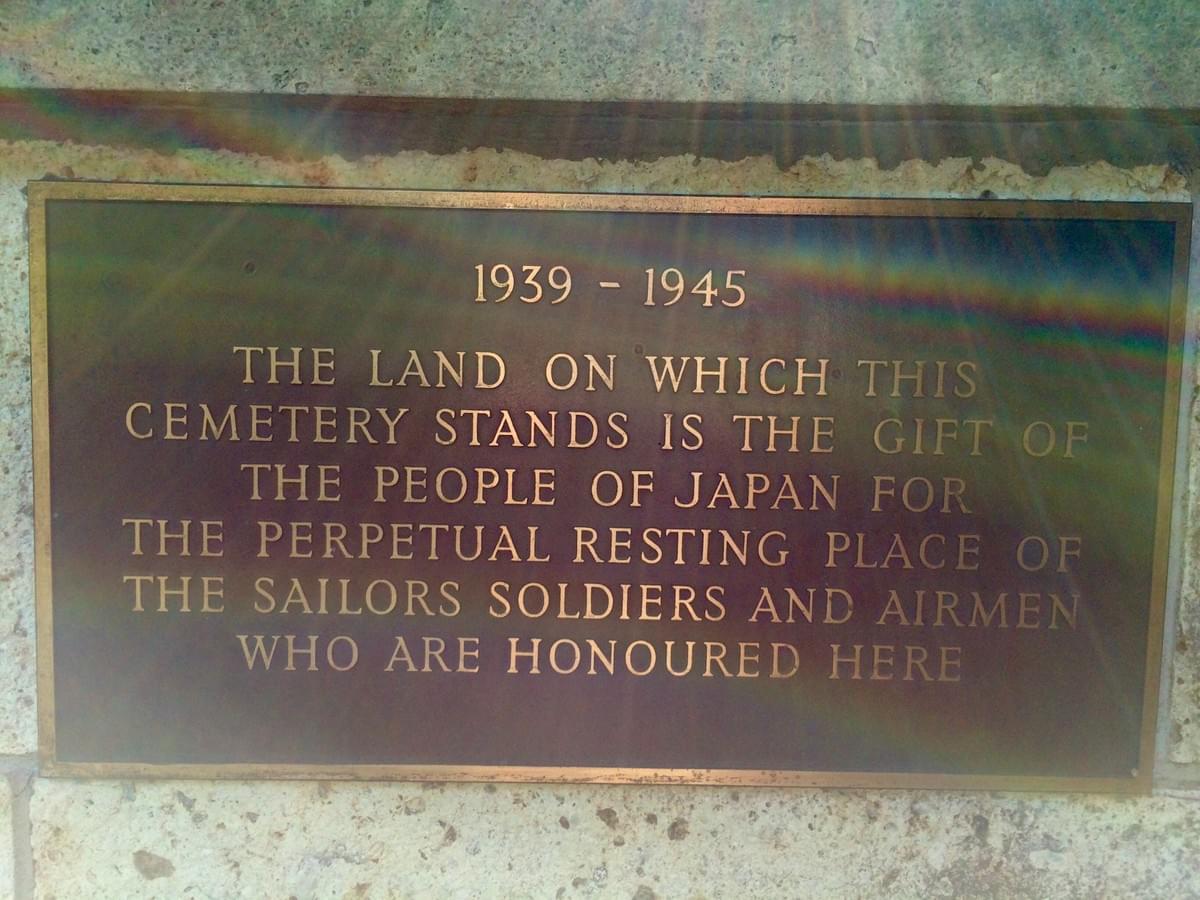 1939 – 1945
THE LAND ON WHICH THIS
CEMETERY STANDS IS THE GIFT OF
THE PEOPLE OF JAPAN FOR
THE PERPETUAL RESTING PLACE OF
THE SAILORS SOLDIERS AND AIRMEN
WHO ARE HONOURED HERE